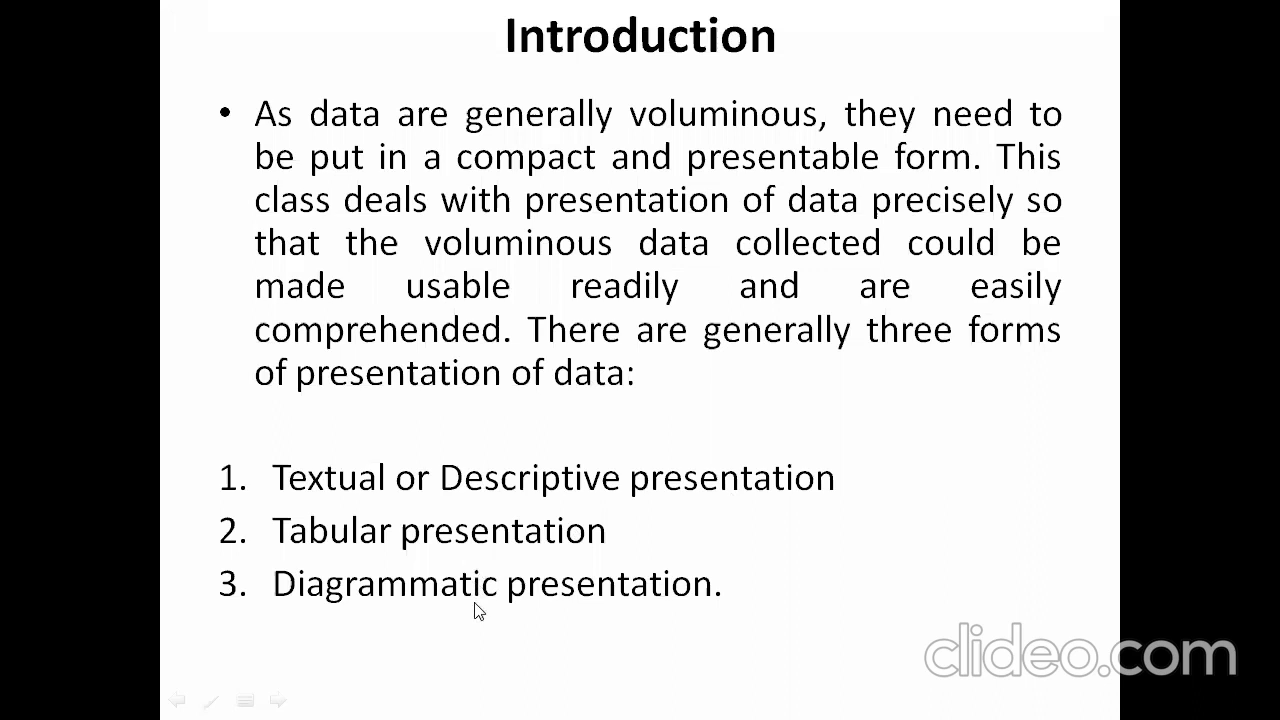 Introduction
• As data are generally voluminous, they need to
be put in a compact and presentable form. This
class deals with presentation of data precisely so
that the voluminous data collected could be
made usable readily and are easily
comprehended. There are generally three forms
of presentation of data:
1. Textual or Descriptive presentation
2. Tabular presentation
3. Diagrammatic presentation.
clideo.com